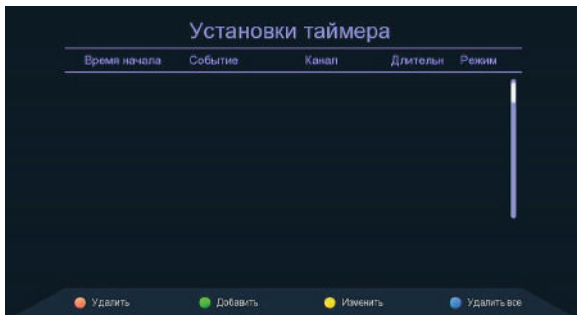 Установки таймера
Время начала Событие Канал Длительн Режим
Удалить Добавить Изменить Удалить все